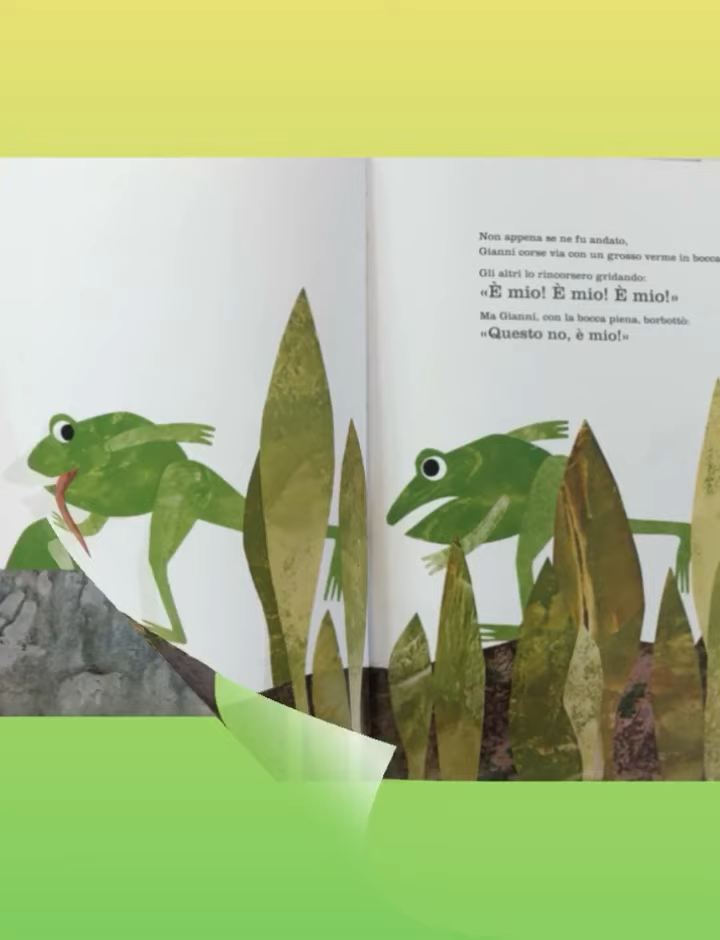 Non appena se ne fu andato,
Gianni corse via con un grosso verme in bocca
Gli altri lo rincorsero gridando:
«È mio! È mio! È mio!»
Ma Gianni, con la bocca piena, borbottò:
«Questo no, è mio!»